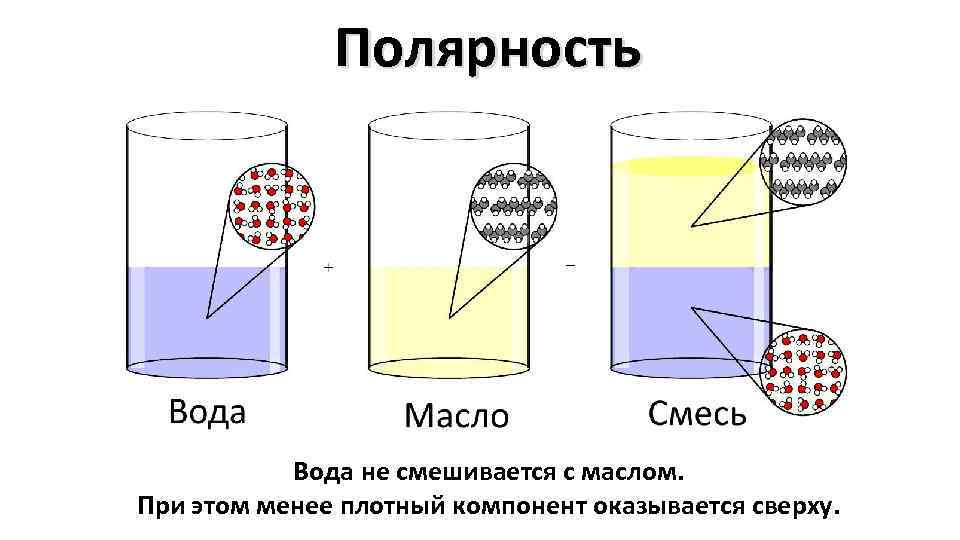 Полярность
+
=
Вода
Масло
Смесь
Вода не смешивается с маслом.
При этом менее плотный компонент оказывается сверху.